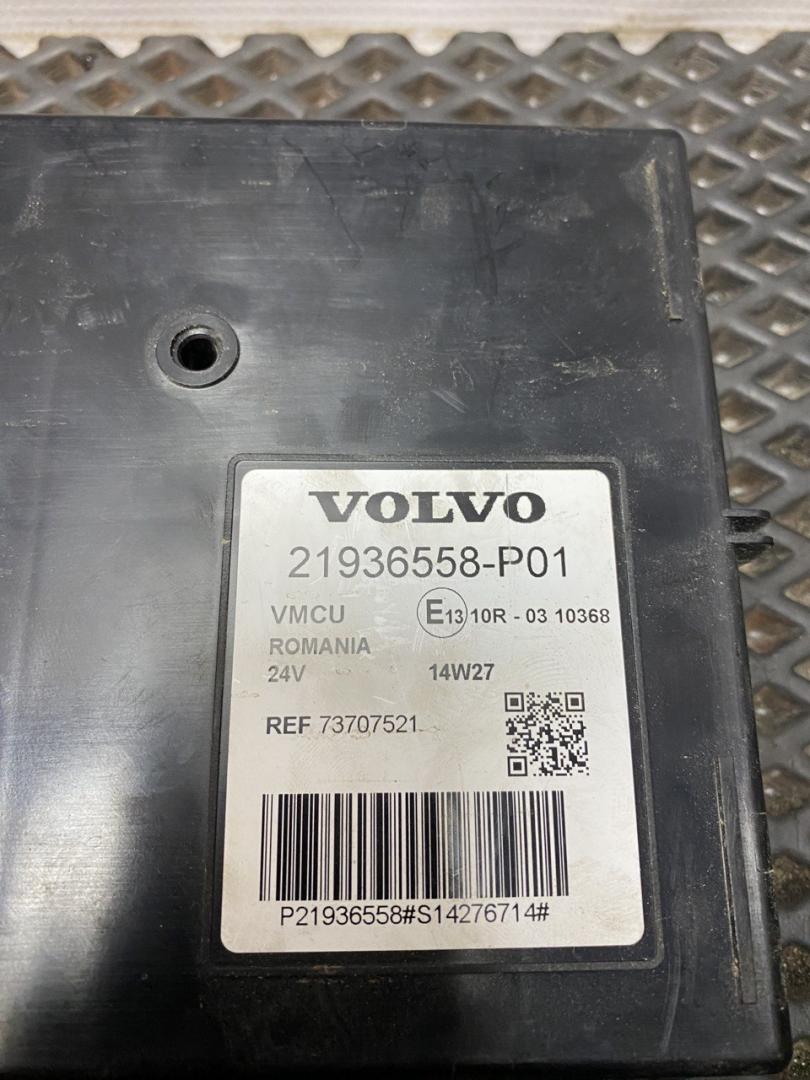 VOLVO
21936558-P01
VMCU E13 10R - 03 10368
ROMANIA
24V 14W27
REF 73707521
P21936558#S14276714#